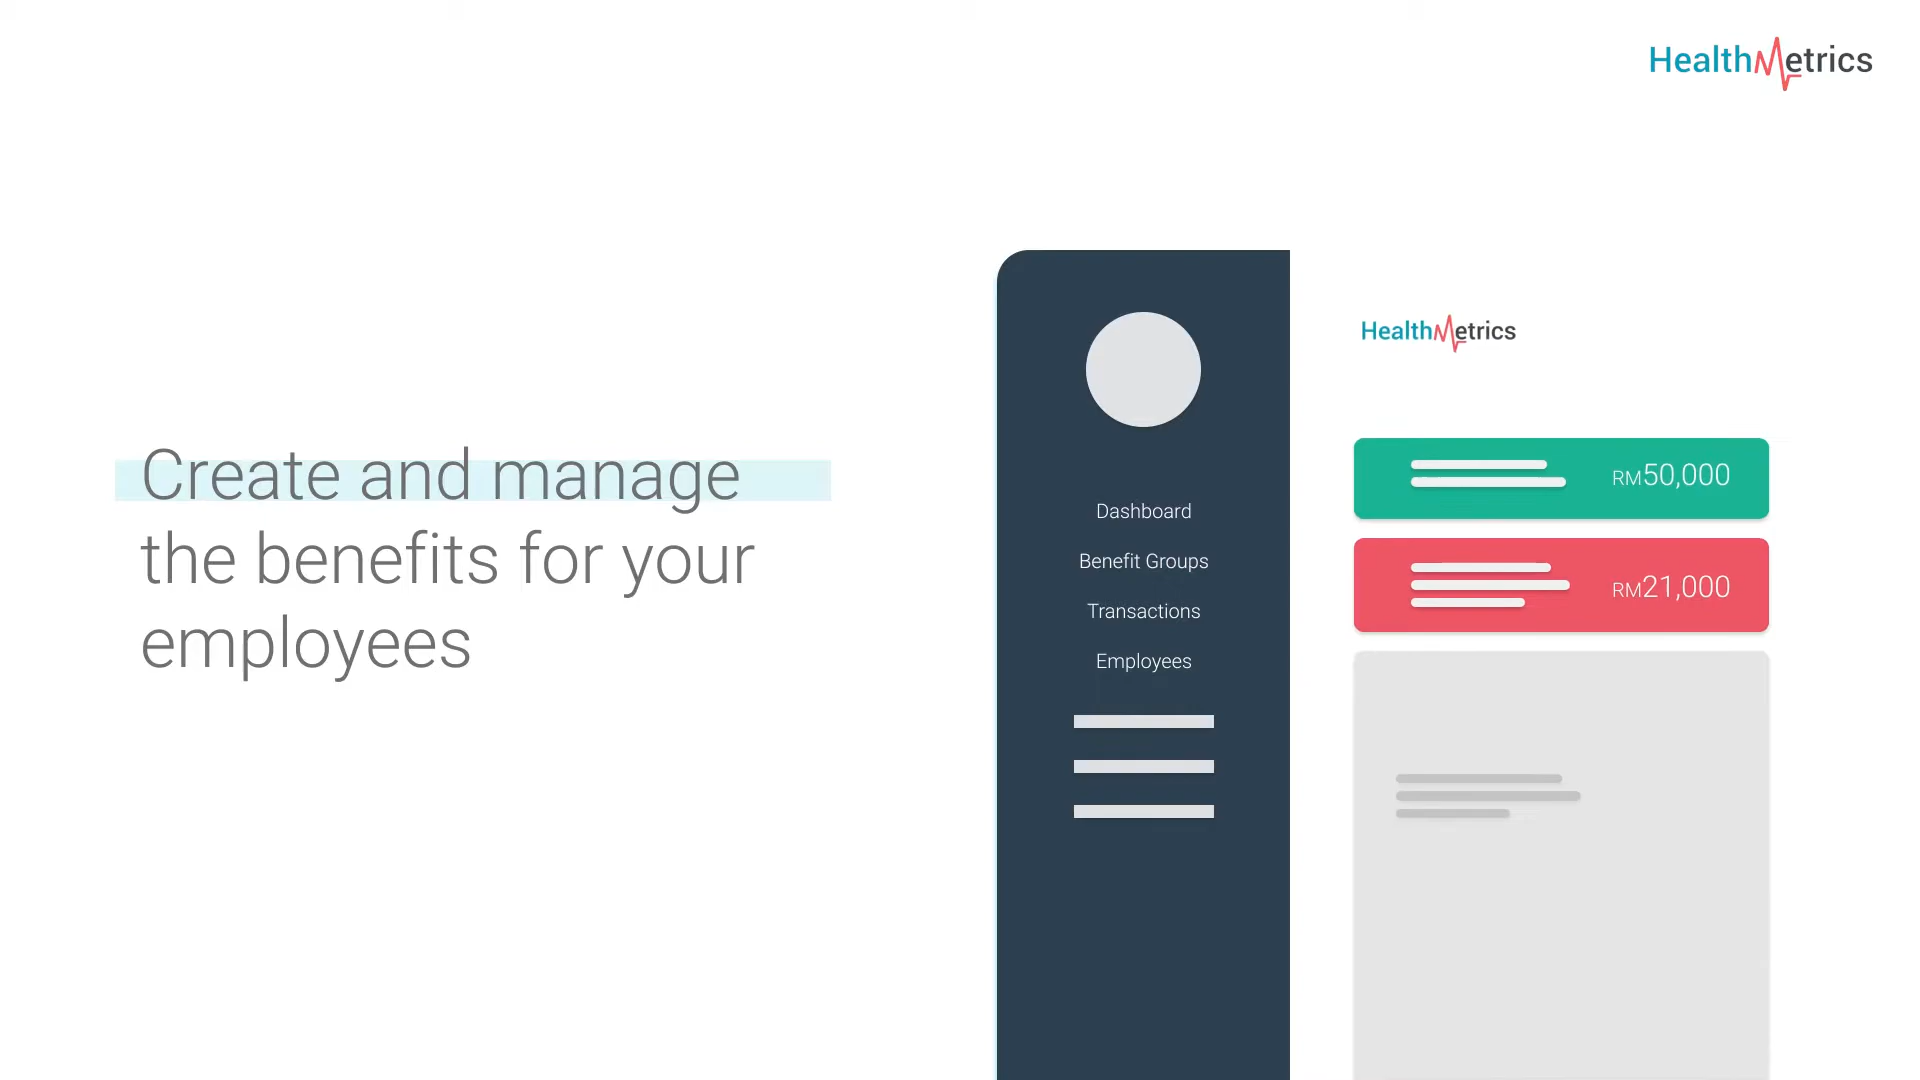 HealthMetrics
Create and manage
the benefits for your
employees
Dashboard
Benefit Groups
Transactions
Employees
HealthMetrics
RM50,000
RM21,000